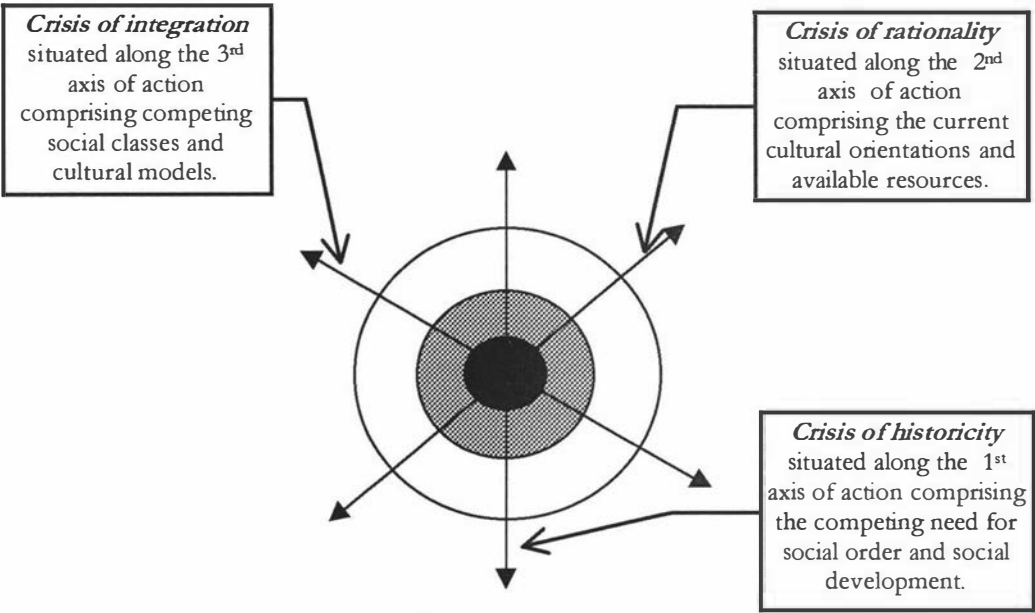 Crisis of integration
situated along the 3rd
axis of action
comprising competing
social classes and
cultural models.
Crisis of rationality
situated along the 2nd
axis of action
comprising the current
cultural orientations and
available resources.
Crisis of historicity
situated along the 1st
axis of action comprising
the competing need for
social order and social
development.